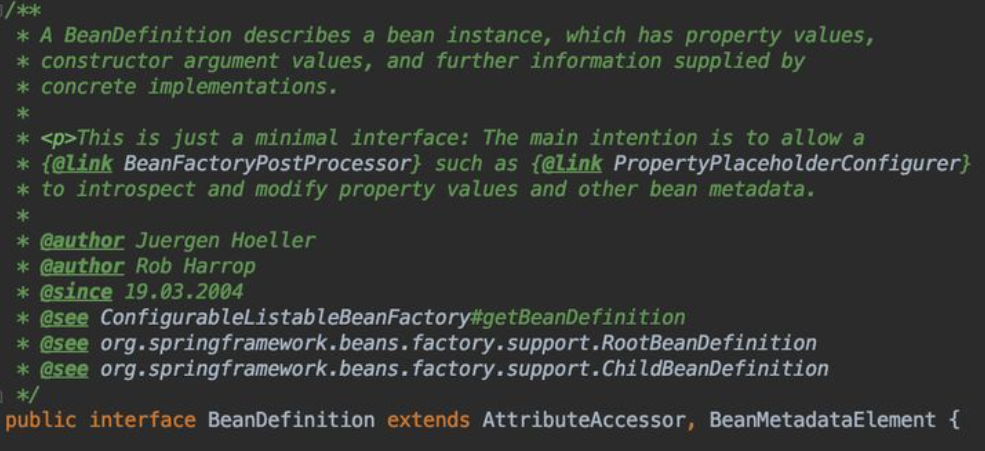 /**
 * A BeanDefinition describes a bean instance, which has property values,
 * constructor argument values, and further information supplied by
 * concrete implementations.
 *
 * <p>This is just a minimal interface: The main intention is to allow a
 * {@link BeanFactoryPostProcessor} such as {@link PropertyPlaceholderConfigurer}
 * to introspect and modify property values and other bean metadata.
 *
 * @author Juergen Hoeller
 * @author Rob Harrop
 * @since 19.03.2004
 * @see ConfigurableListableBeanFactory#getBeanDefinition
 * @see org.springframework.beans.factory.support.RootBeanDefinition
 * @see org.springframework.beans.factory.support.ChildBeanDefinition
 */
public interface BeanDefinition extends AttributeAccessor, BeanMetadataElement {